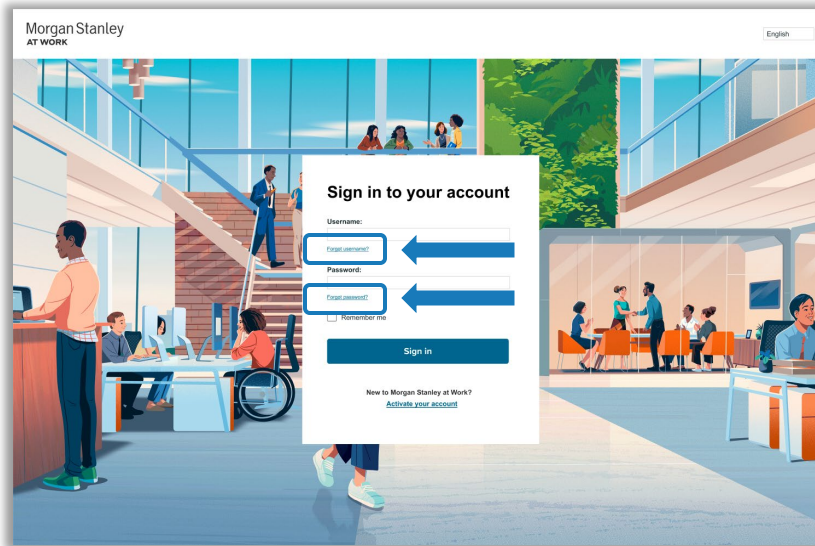 Morgan Stanley
AT WORK
English
Sign in to your account
Username:
Forgot username?
Password:
Forgot password?
Remember me
Sign in
New to Morgan Stanley at Work?
Activate your account